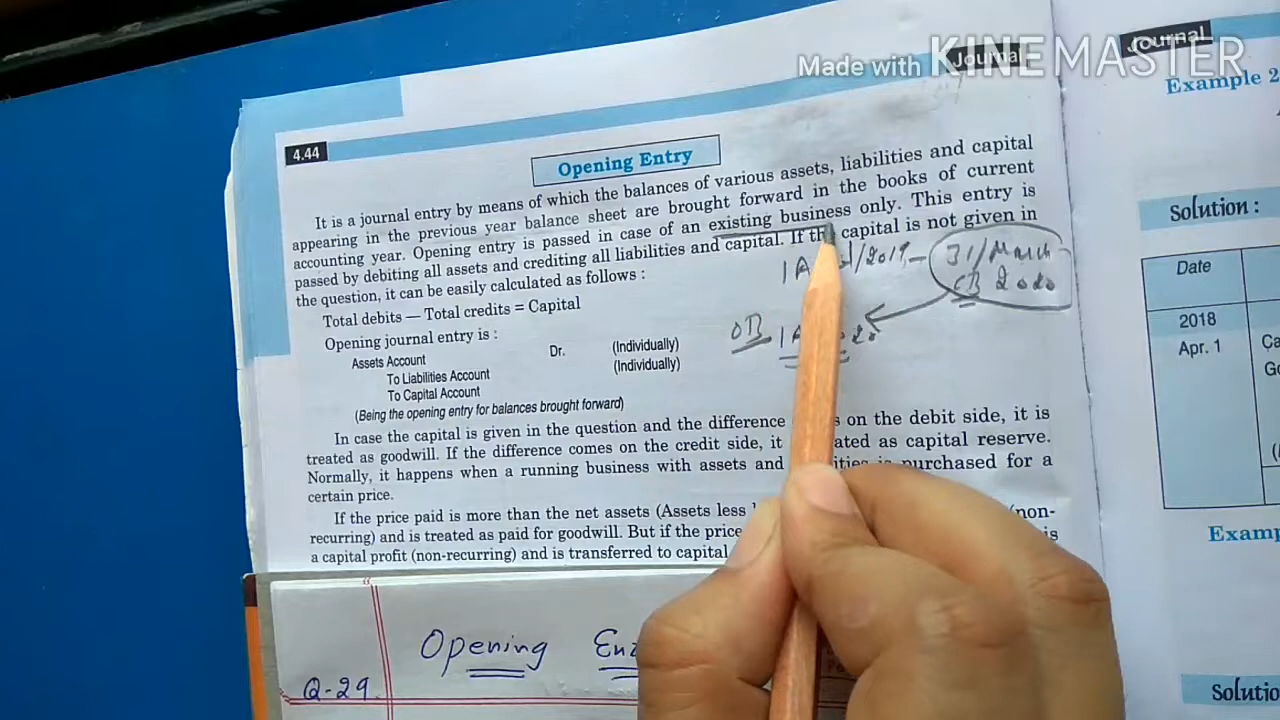 Made with KINEMASTER
Journal
4.44
Opening Entry
It is a journal entry by means of which the balances of various assets, liabilities and capital
appearing in the previous year balance sheet are brought forward in the books of current
accounting year. Opening entry is passed in case of an existing business only. This entry is
passed by debiting all assets and crediting all liabilities and capital. If the capital is not given in
the question, it can be easily calculated as follows :
31/March
2020
CB
OB
Total debits — Total credits = Capital
Opening journal entry is :
Assets Account Dr. (Individually)
To Liabilities Account (Individually)
To Capital Account
(Being the opening entry for balances brought forward)
In case the capital is given in the question and the difference on the debit side, it is
treated as goodwill. If the difference comes on the credit side, it as capital reserve.
Normally, it happens when a running business with assets and is purchased for a
certain price.
If the price paid is more than the net assets (Assets less (non-
recurring) and is treated as paid for goodwill. But if the price is
a capital profit (non-recurring) and is transferred to capital
Opening
Q-29
Journal
Example 2
Solution :
Date
2018
Apr. 1